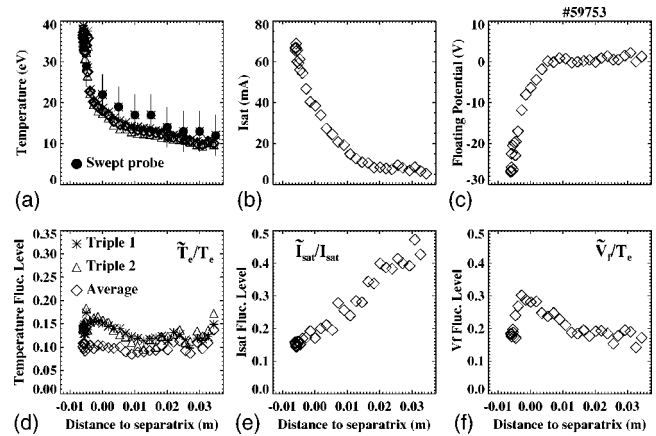 #59753
Temperature (eV)
40
30
20
10
0
Swept probe
(a)
Isat (mA)
80
60
40
20
0
(b)
Floating Potential (V)
10
0
-10
-20
-30
(c)
Temperature Fluc. Level
0.35
0.30
0.25
0.20
0.15
0.10
0.05
0.00
Triple 1
Triple 2
Average
T̃e/Te
-0.01 0.00 0.01 0.02 0.03
(d) Distance to separatrix (m)
Isat Fluc. Level
0.5
0.4
0.3
0.2
0.1
0.0
Ĩsat/Isat
-0.01 0.00 0.01 0.02 0.03
(e) Distance to separatrix (m)
Vf Fluc. Level
0.5
0.4
0.3
0.2
0.1
0.0
Ṽf/Te
-0.01 0.00 0.01 0.02 0.03
(f) Distance to separatrix (m)